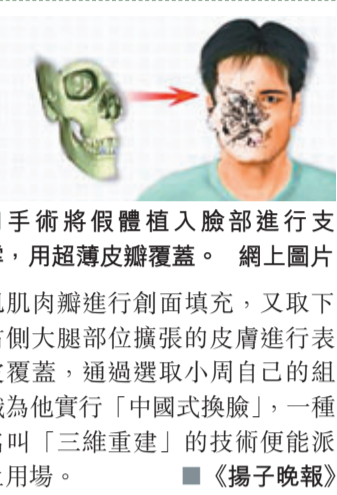 手術將假體植入臉部進行支
，用超薄皮瓣覆蓋。 網上圖片
肌肉瓣進行創面填充，又取下
側大腿部位擴張的皮膚進行表
覆蓋，通過選取小周自己的組
為他實行「中國式換臉」，一種
叫「三維重建」的技術便能派
用場。 ■《揚子晚報》